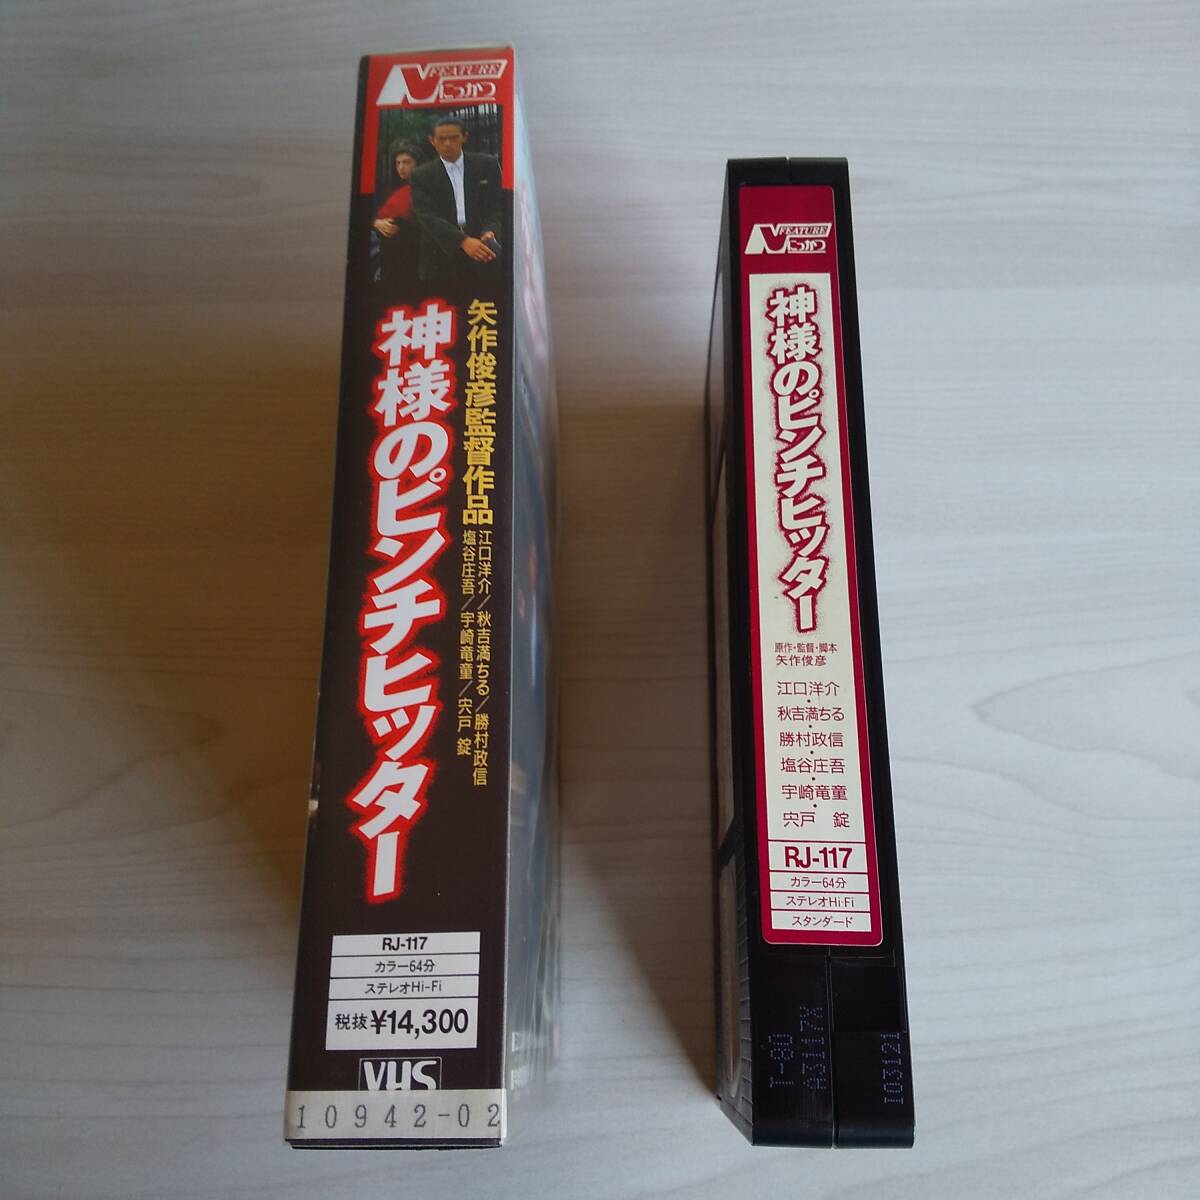 FEATURE
にっかつ
矢作俊彦監督作品
神様のピンチヒッター
江口洋介/秋吉満ちる/勝村政信
塩谷庄吾/宇崎竜童/宍戸 錠
RJ-117
カラー64分
ステレオHi-Fi
税抜¥14,300
VHS
10942-02
FEATURE
にっかつ
神様のピンチヒッター
原作・監督・脚本
矢作俊彦
江口洋介
・
秋吉満ちる
・
勝村政信
・
塩谷庄吾
・
宇崎竜童
・
宍戸 錠
RJ-117
カラー64分
ステレオHi-Fi
スタンダード
T-80
A31117X
103121